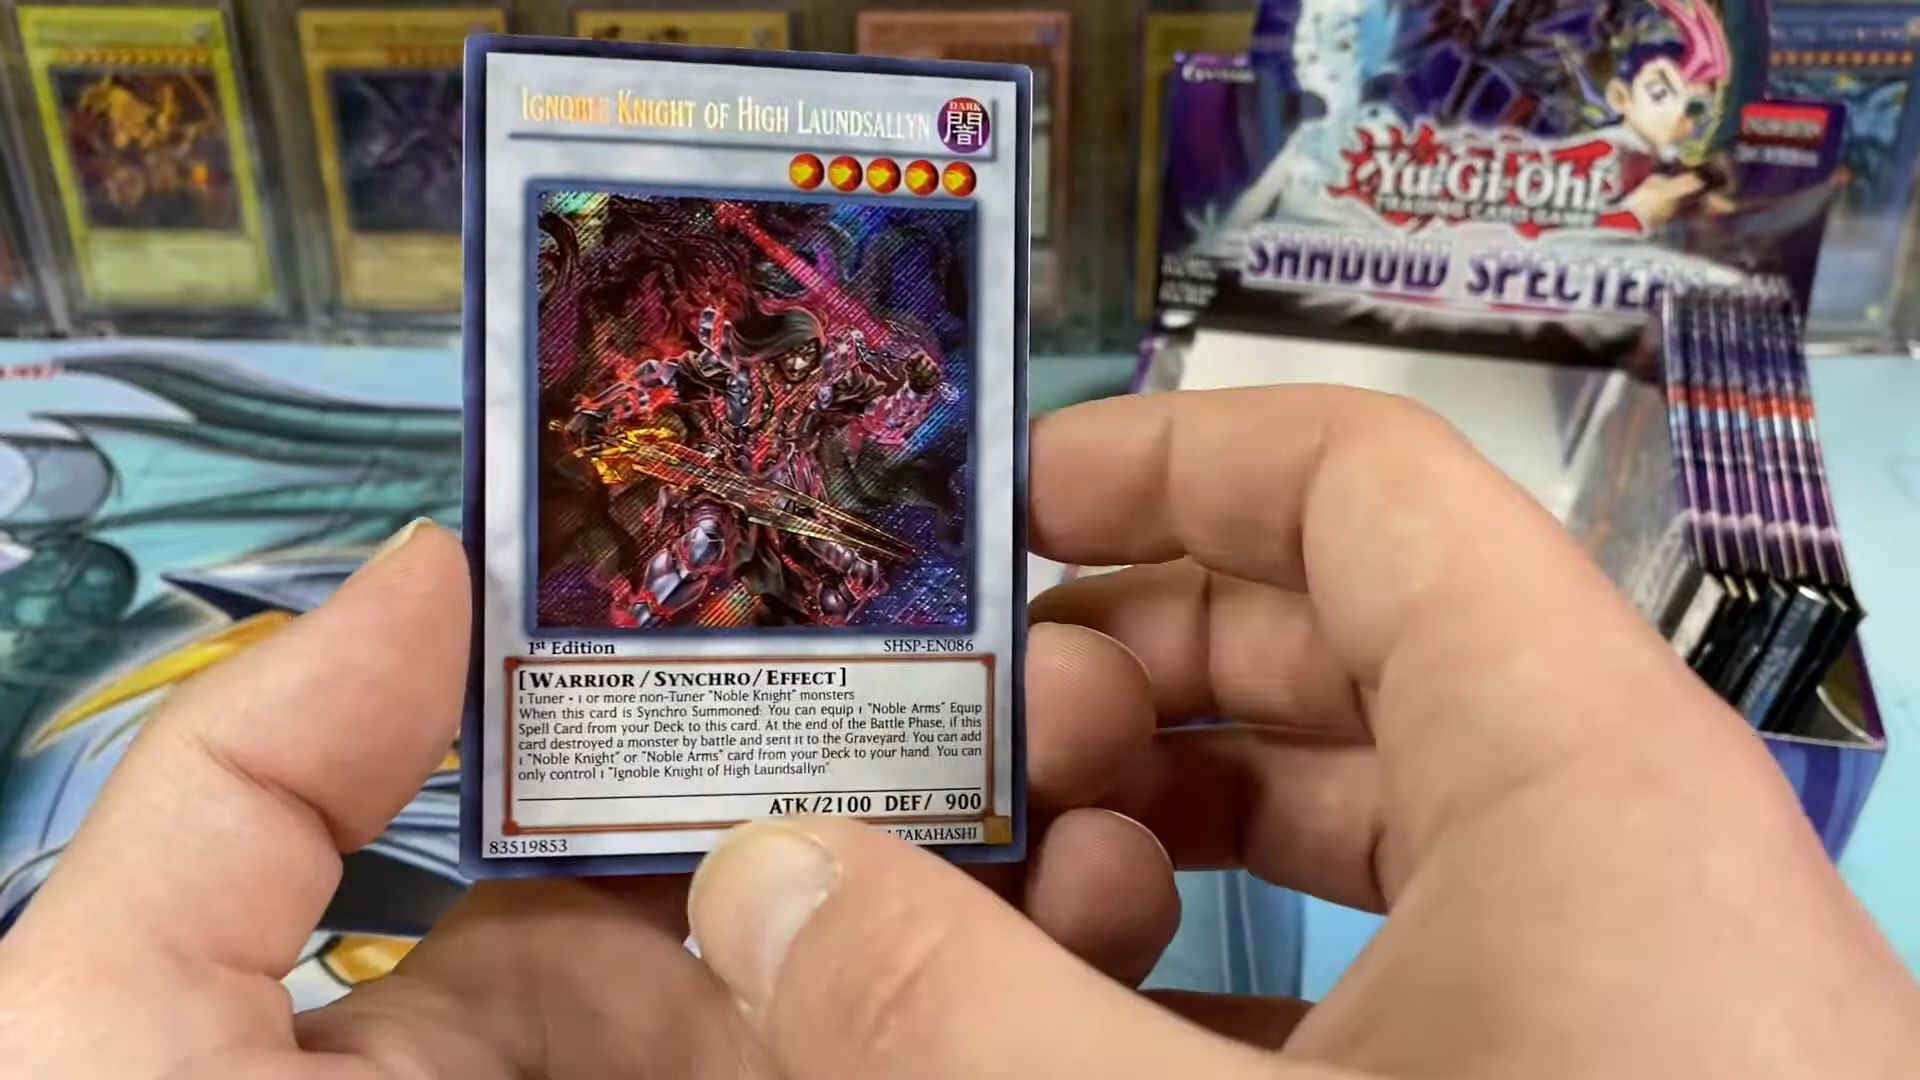 IGNOBLE KNIGHT OF HIGH LAUNDSALLYN
DARK
闇
1st Edition
SHSP-EN086
[WARRIOR/SYNCHRO/EFFECT]
1 Tuner + 1 or more non-Tuner "Noble Knight" monsters
When this card is Synchro Summoned: You can equip 1 "Noble Arms" Equip
Spell Card from your Deck to this card. At the end of the Battle Phase, if this
card destroyed a monster by battle and sent it to the Graveyard: You can add
1 "Noble Knight" or "Noble Arms" card from your Deck to your hand. You can
only control 1 "Ignoble Knight of High Laundsallyn".
ATK/2100 DEF/ 900
83519853
TAKAHASHI
Yu-Gi-Oh!
TRADING CARD GAME
SHADOW SPECTE